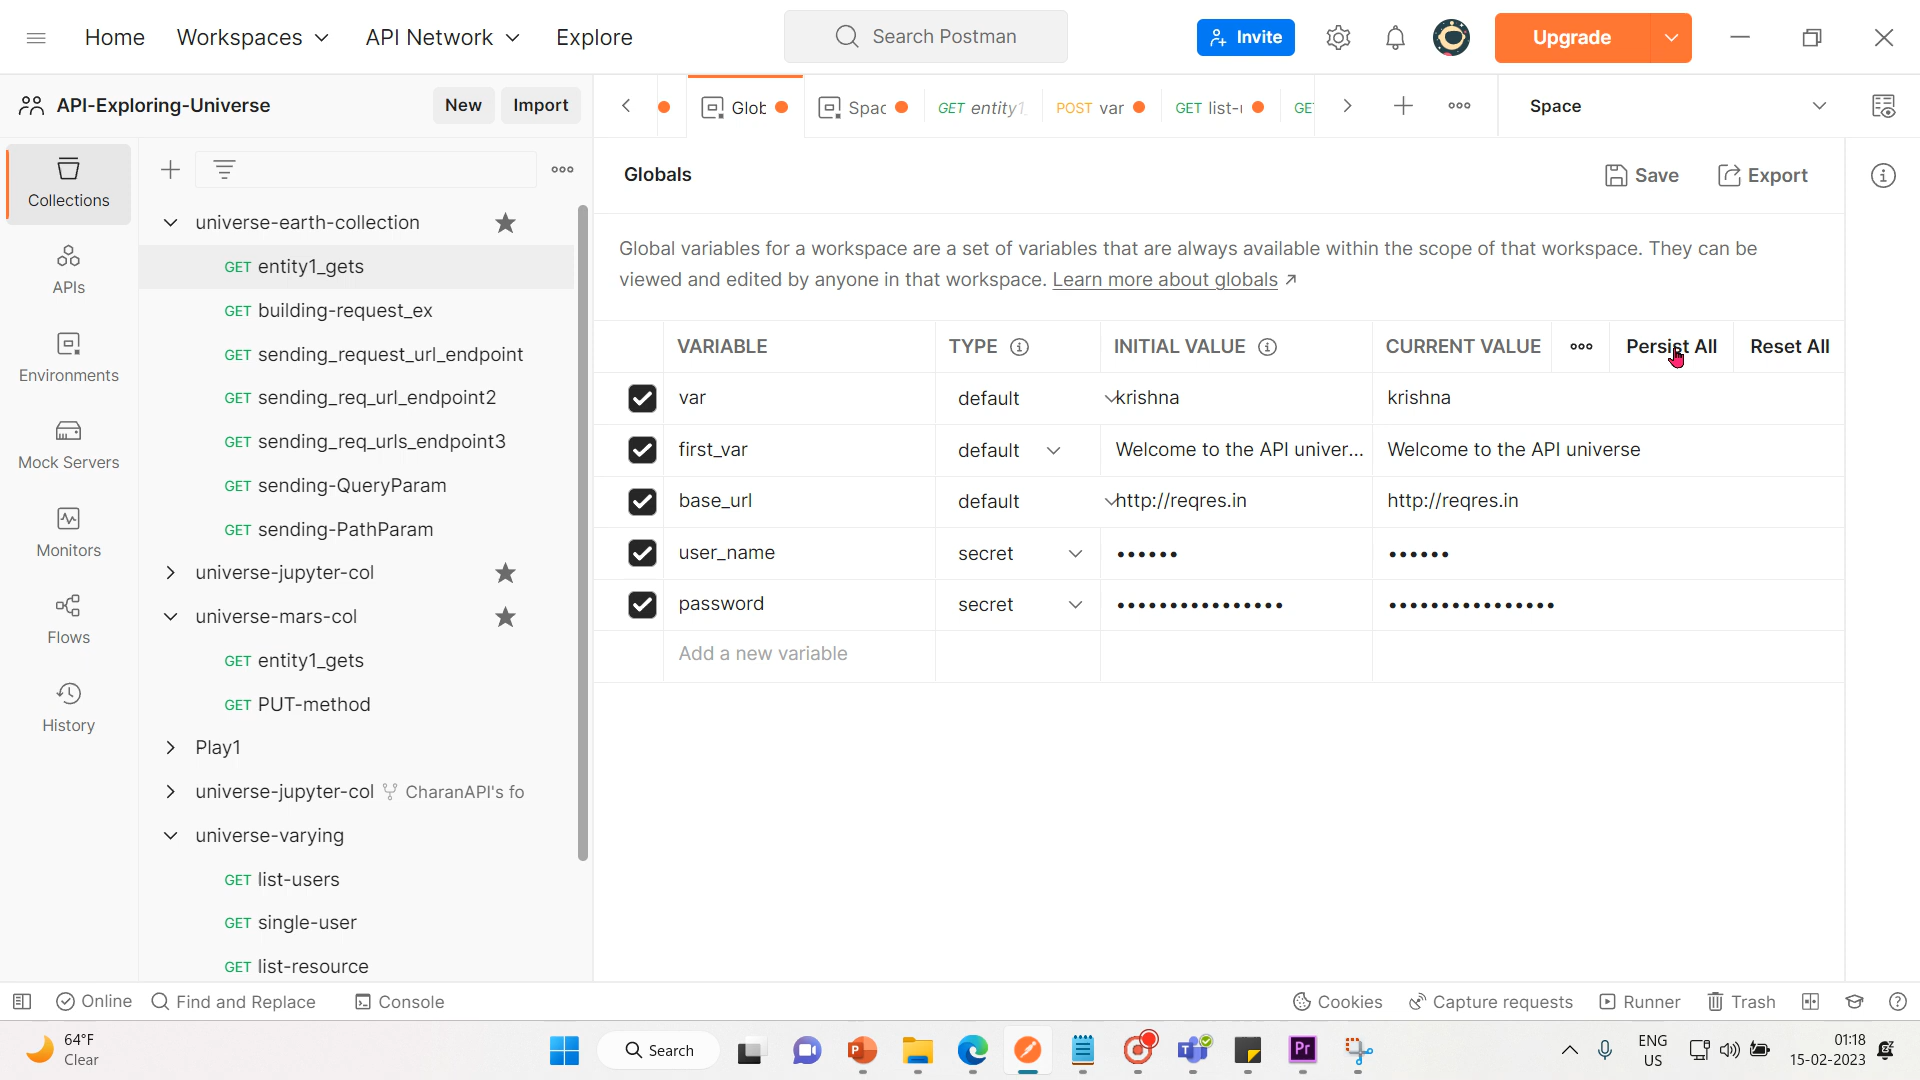 Home
Workspaces
API Network
Explore
Search Postman
Invite
Upgrade
API-Exploring-Universe
New
Import
Glob
Spac
GET entity1
POST var
GET list-
GE
Space
Collections
APIs
Environments
Mock Servers
Monitors
Flows
History
universe-earth-collection
GET entity1_gets
GET building-request_ex
GET sending_request_url_endpoint
GET sending_req_url_endpoint2
GET sending_req_urls_endpoint3
GET sending-QueryParam
GET sending-PathParam
universe-jupyter-col
universe-mars-col
GET entity1_gets
GET PUT-method
Play1
universe-jupyter-col CharanAPI's fo
universe-varying
GET list-users
GET single-user
GET list-resource
Globals
Save
Export
Global variables for a workspace are a set of variables that are always available within the scope of that workspace. They can be
viewed and edited by anyone in that workspace. Learn more about globals ↗
VARIABLE TYPE INITIAL VALUE CURRENT VALUE Persist All Reset All
var default krishna krishna
first_var default Welcome to the API univer... Welcome to the API universe
base_url default http://reqres.in http://reqres.in
user_name secret •••••• ••••••
password secret •••••••••••••••• ••••••••••••••••
Add a new variable
Online
Find and Replace
Console
Cookies
Capture requests
Runner
Trash
64°F
Clear
Search
P
Pr
ENG
US
01:18
15-02-2023